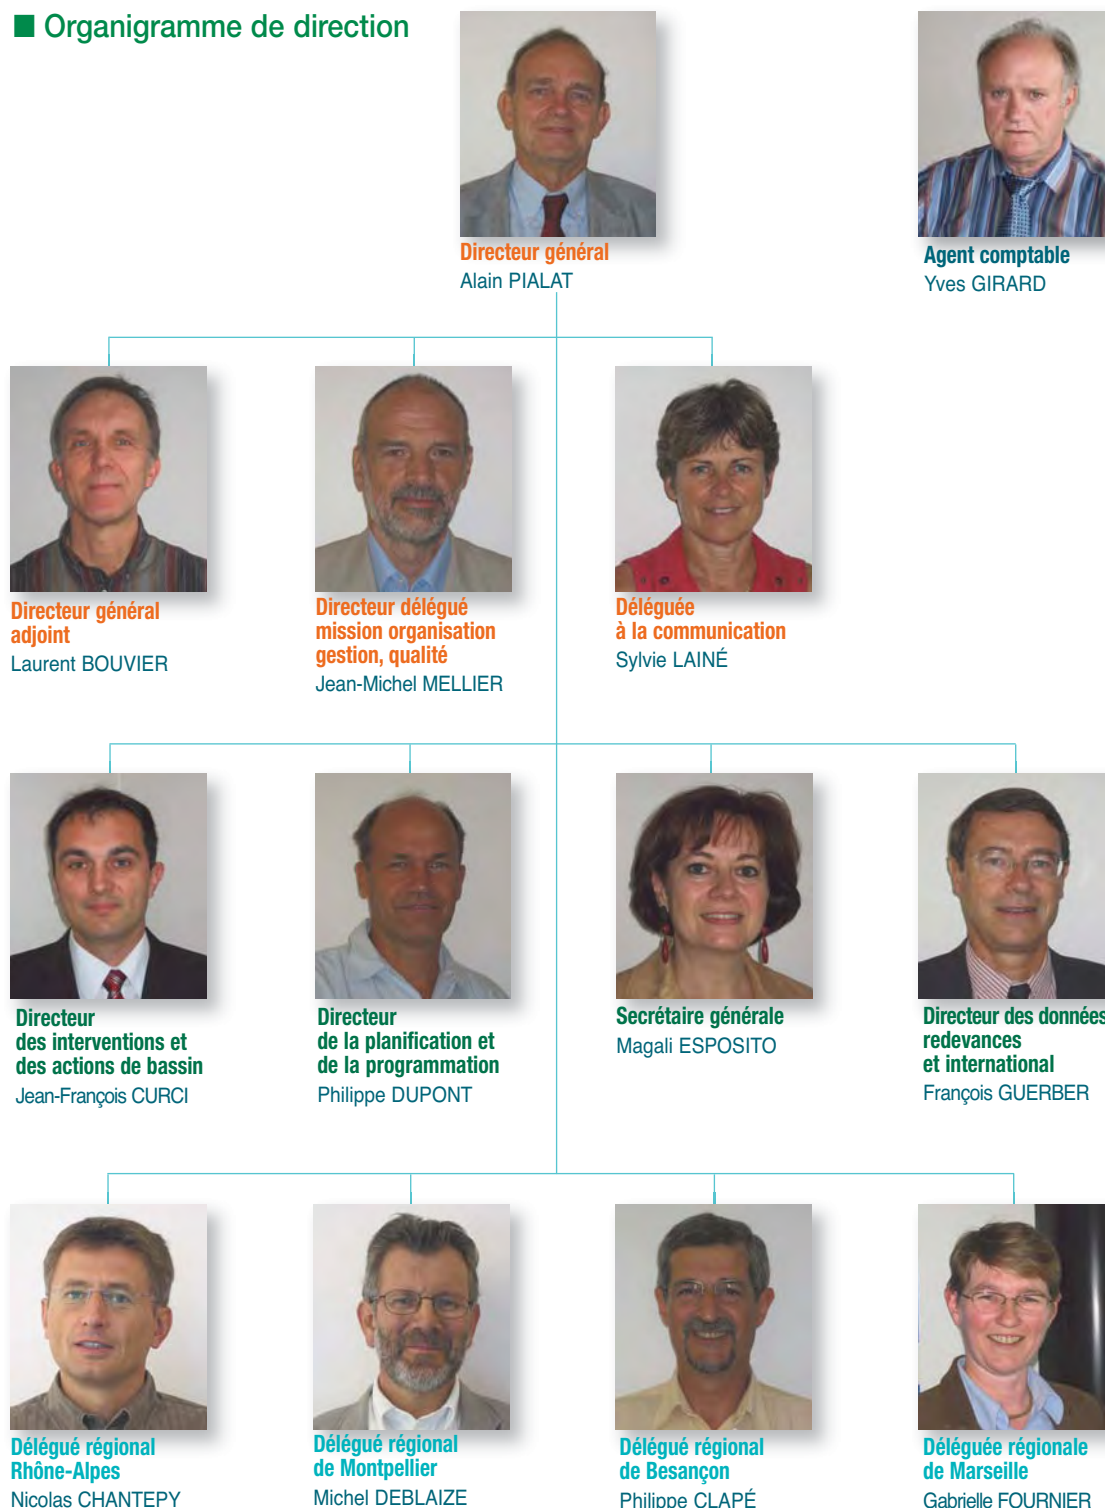 ■ Organigramme de direction
Directeur général
Alain PIALAT
Agent comptable
Yves GIRARD
Directeur général
adjoint
Laurent BOUVIER
Directeur délégué
mission organisation
gestion, qualité
Jean-Michel MELLIER
Déléguée
à la communication
Sylvie LAINÉ
Directeur
des interventions et
des actions de bassin
Jean-François CURCI
Directeur
de la planification et
de la programmation
Philippe DUPONT
Secrétaire générale
Magali ESPOSITO
Directeur des données
redevances
et international
François GUERBER
Délégué régional
Rhône-Alpes
Nicolas CHANTEPY
Délégué régional
de Montpellier
Michel DEBLAIZE
Délégué régional
de Besançon
Philippe CLAPÉ
Déléguée régionale
de Marseille
Gabrielle FOURNIER